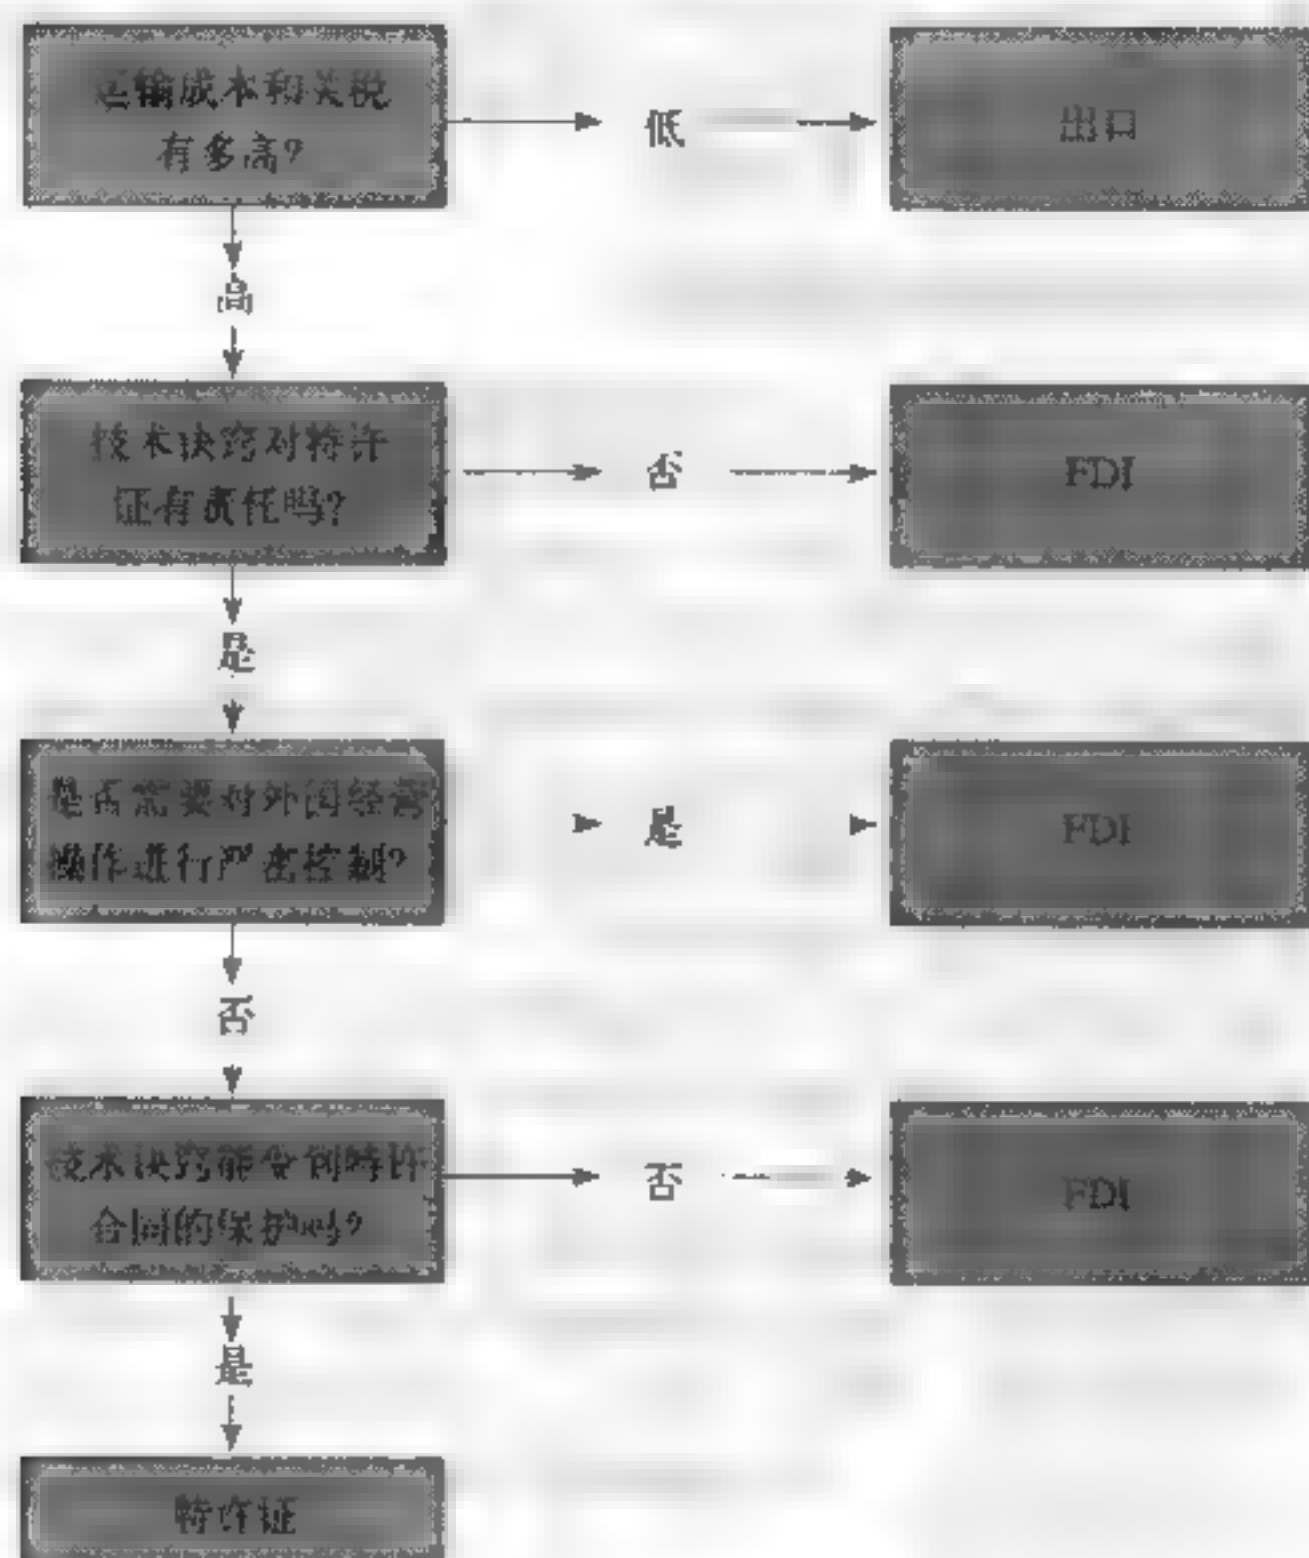 运输成本和关税
有多高?
低
出口
高
技术诀窍对特许
证有责任吗?
否
FDI
是
是否需要对外国经营
操作进行严密控制?
是
FDI
否
技术诀窍能受到特许
合同的保护吗?
否
FDI
是
特许证